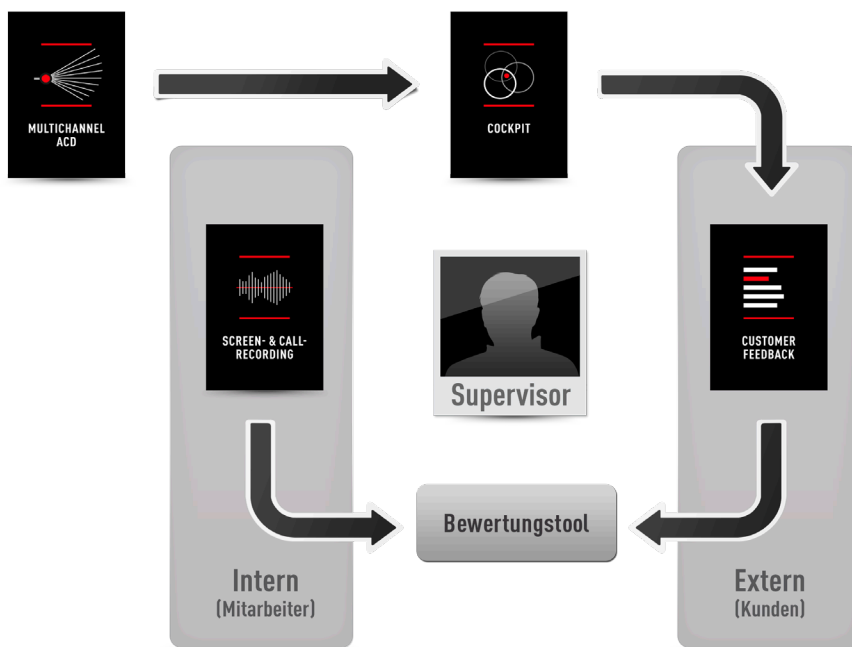 MULTICHANNEL
ACD
COCKPIT
SCREEN- & CALL-
RECORDING
CUSTOMER
FEEDBACK
Supervisor
Bewertungstool
Intern
(Mitarbeiter)
Extern
(Kunden)